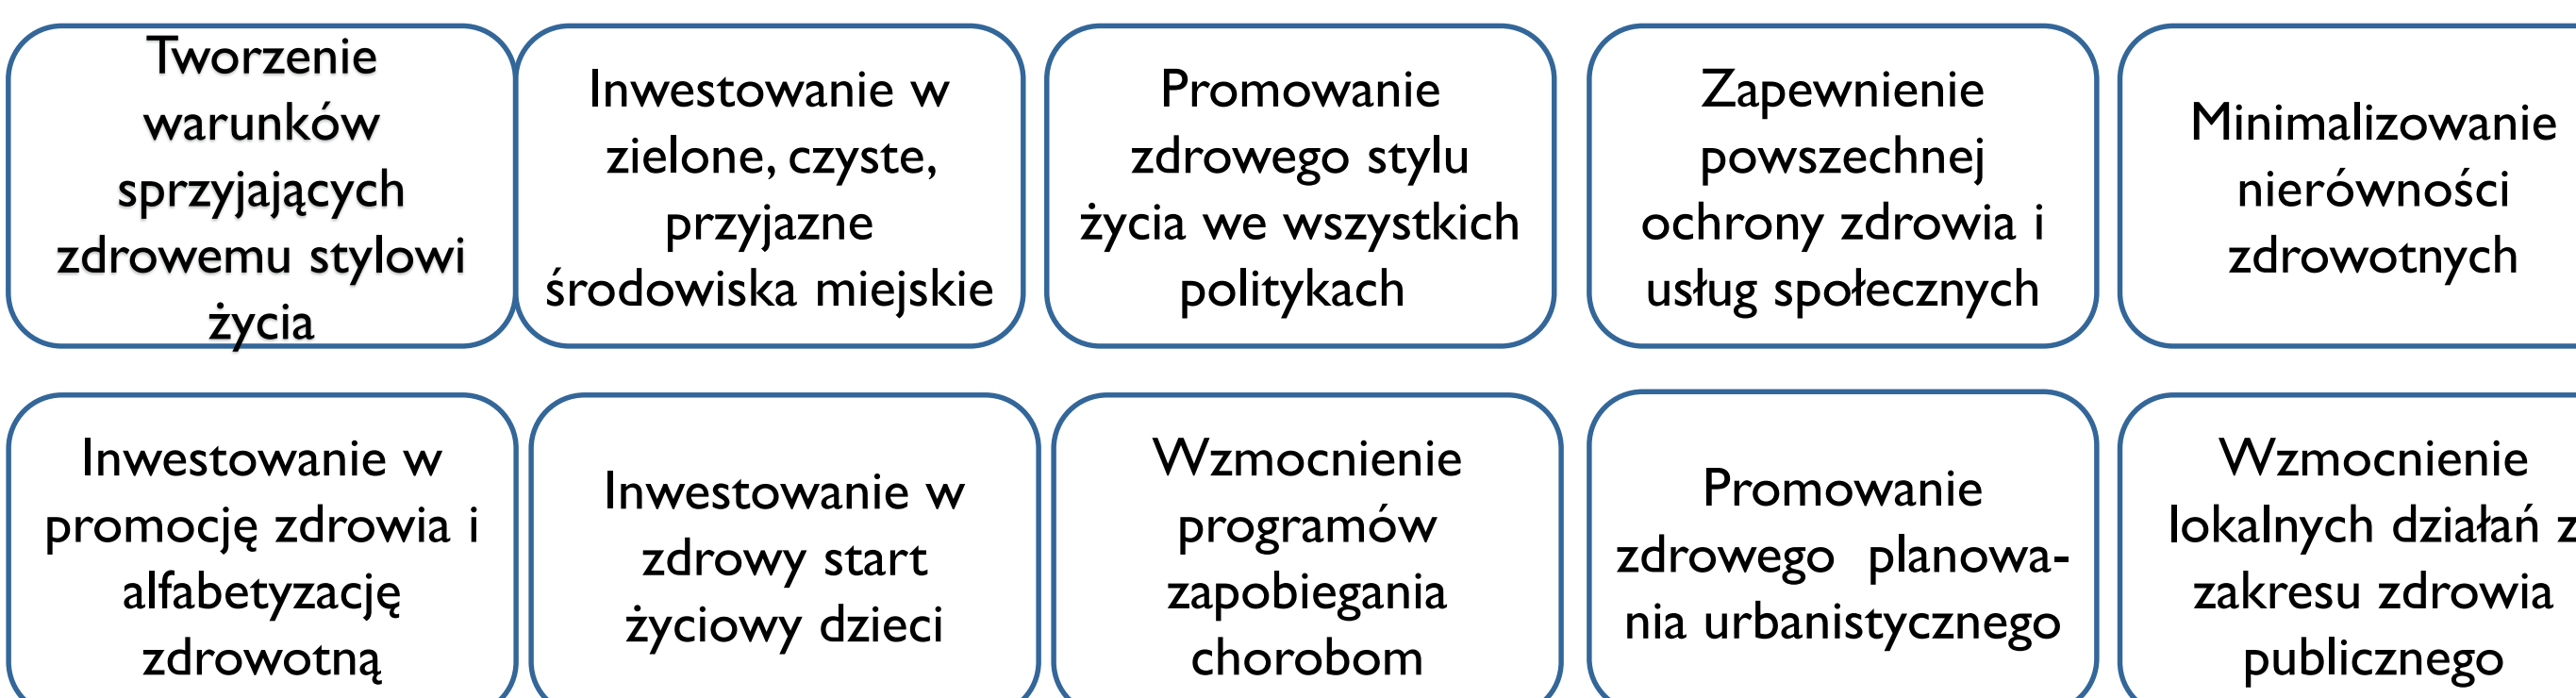 Tworzenie
warunków
sprzyjających
zdrowemu stylowi
życia
Inwestowanie w
zielone, czyste,
przyjazne
środowiska miejskie
Promowanie
zdrowego stylu
życia we wszystkich
politykach
Zapewnienie
powszechnej
ochrony zdrowia i
usług społecznych
Minimalizowanie
nierówności
zdrowotnych
Inwestowanie w
promocję zdrowia i
alfabetyzację
zdrowotną
Inwestowanie w
zdrowy start
życiowy dzieci
Wzmocnienie
programów
zapobiegania
chorobom
Promowanie
zdrowego planowa-
nia urbanistycznego
Wzmocnienie
lokalnych działań z
zakresu zdrowia
publicznego